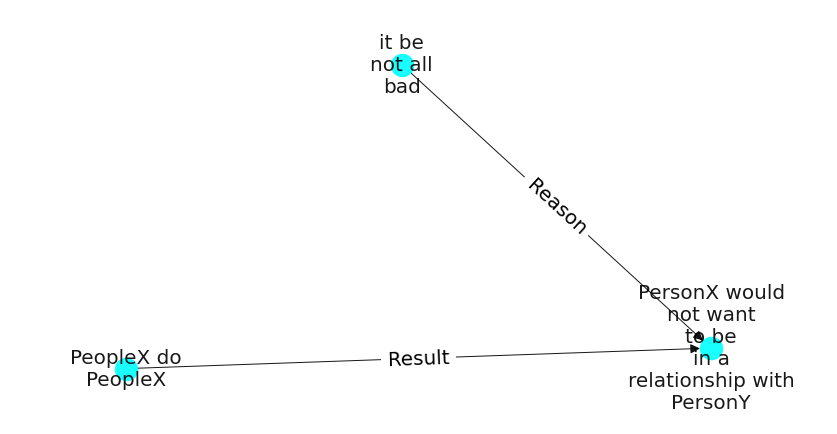 it be
not all
bad
Reason
PersonX would
not want
to be
in a
relationship with
PersonY
Result
PeopleX do
PeopleX